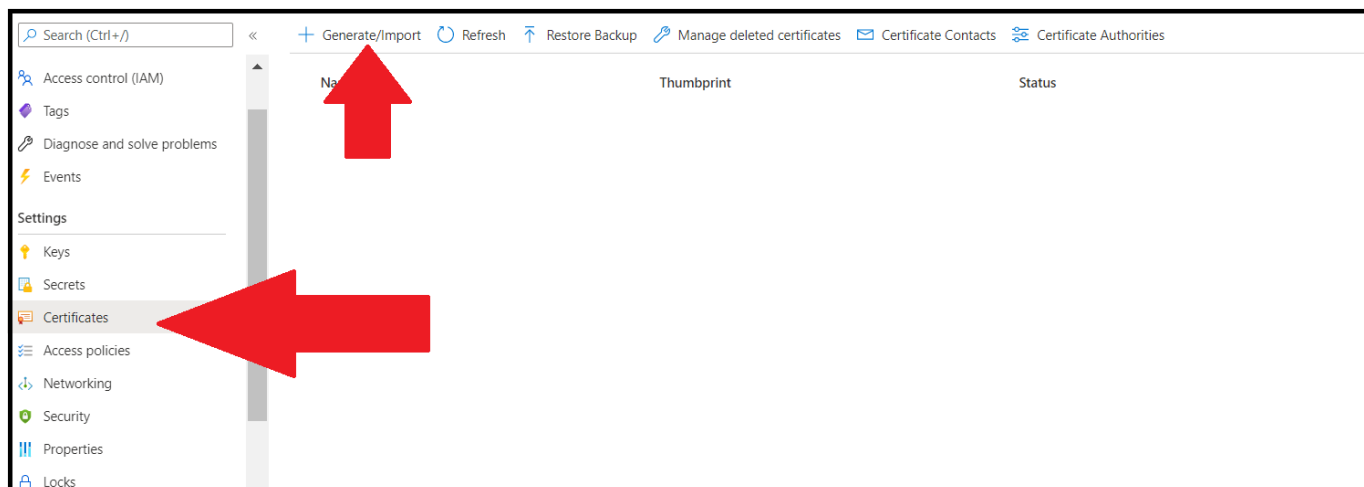 Search (Ctrl+/)
«
Generate/Import Refresh Restore Backup Manage deleted certificates Certificate Contacts Certificate Authorities
Access control (IAM)
Tags
Diagnose and solve problems
Events
Settings
Keys
Secrets
Certificates
Access policies
Networking
Security
Properties
Locks
Thumbprint Status